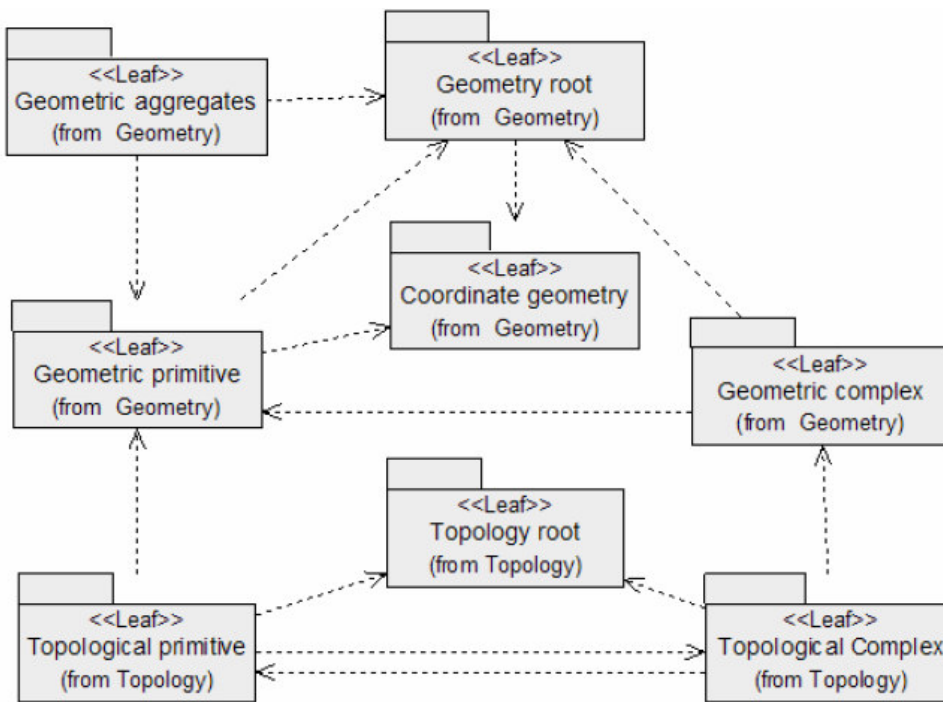 <<Leaf>>
Geometric aggregates
(from Geometry)
<<Leaf>>
Geometry root
(from Geometry)
<<Leaf>>
Coordinate geometry
(from Geometry)
<<Leaf>>
Geometric primitive
(from Geometry)
<<Leaf>>
Geometric complex
(from Geometry)
<<Leaf>>
Topology root
(from Topology)
<<Leaf>>
Topological primitive
(from Topology)
<<Leaf>>
Topological Complex
(from Topology)